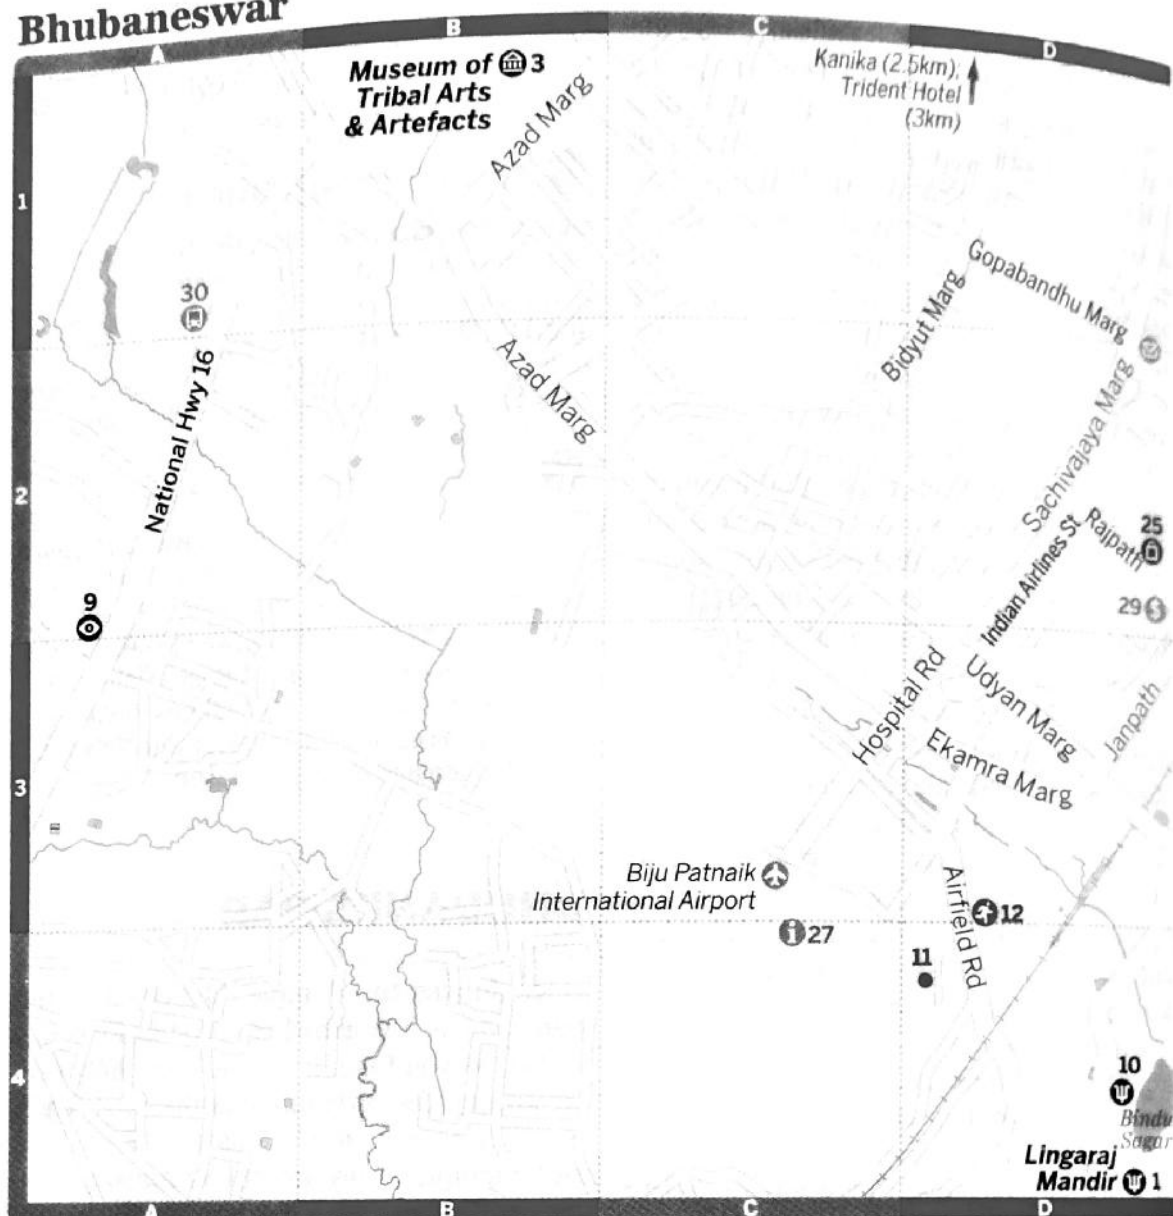 Bhubaneswar
A
B
C
D
Museum of 3
Tribal Arts
& Artefacts
Kanika (2.5km);
Trident Hotel
(3km)
Azad Marg
1
Gopabandhu Marg
Bidyut Marg
30
Azad Marg
National Hwy 16
Sachivajaya Marg
2
25
Rajpath
Indian Airlines St
9
29
Hospital Rd
Udyan Marg
Janpath
Ekamra Marg
3
Biju Patnaik
International Airport
Airfield Rd
12
27
11
4
10
Bindu
Sagar
Lingaraj
Mandir 1
A
B
C
D